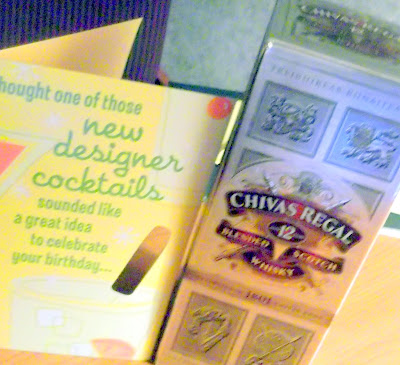 thought one of those
new
designer
cocktails
sounded like
a great idea
to celebrate
your birthday...
CHIVAS REGAL
12
BLENDED SCOTCH
WHISKY
1801